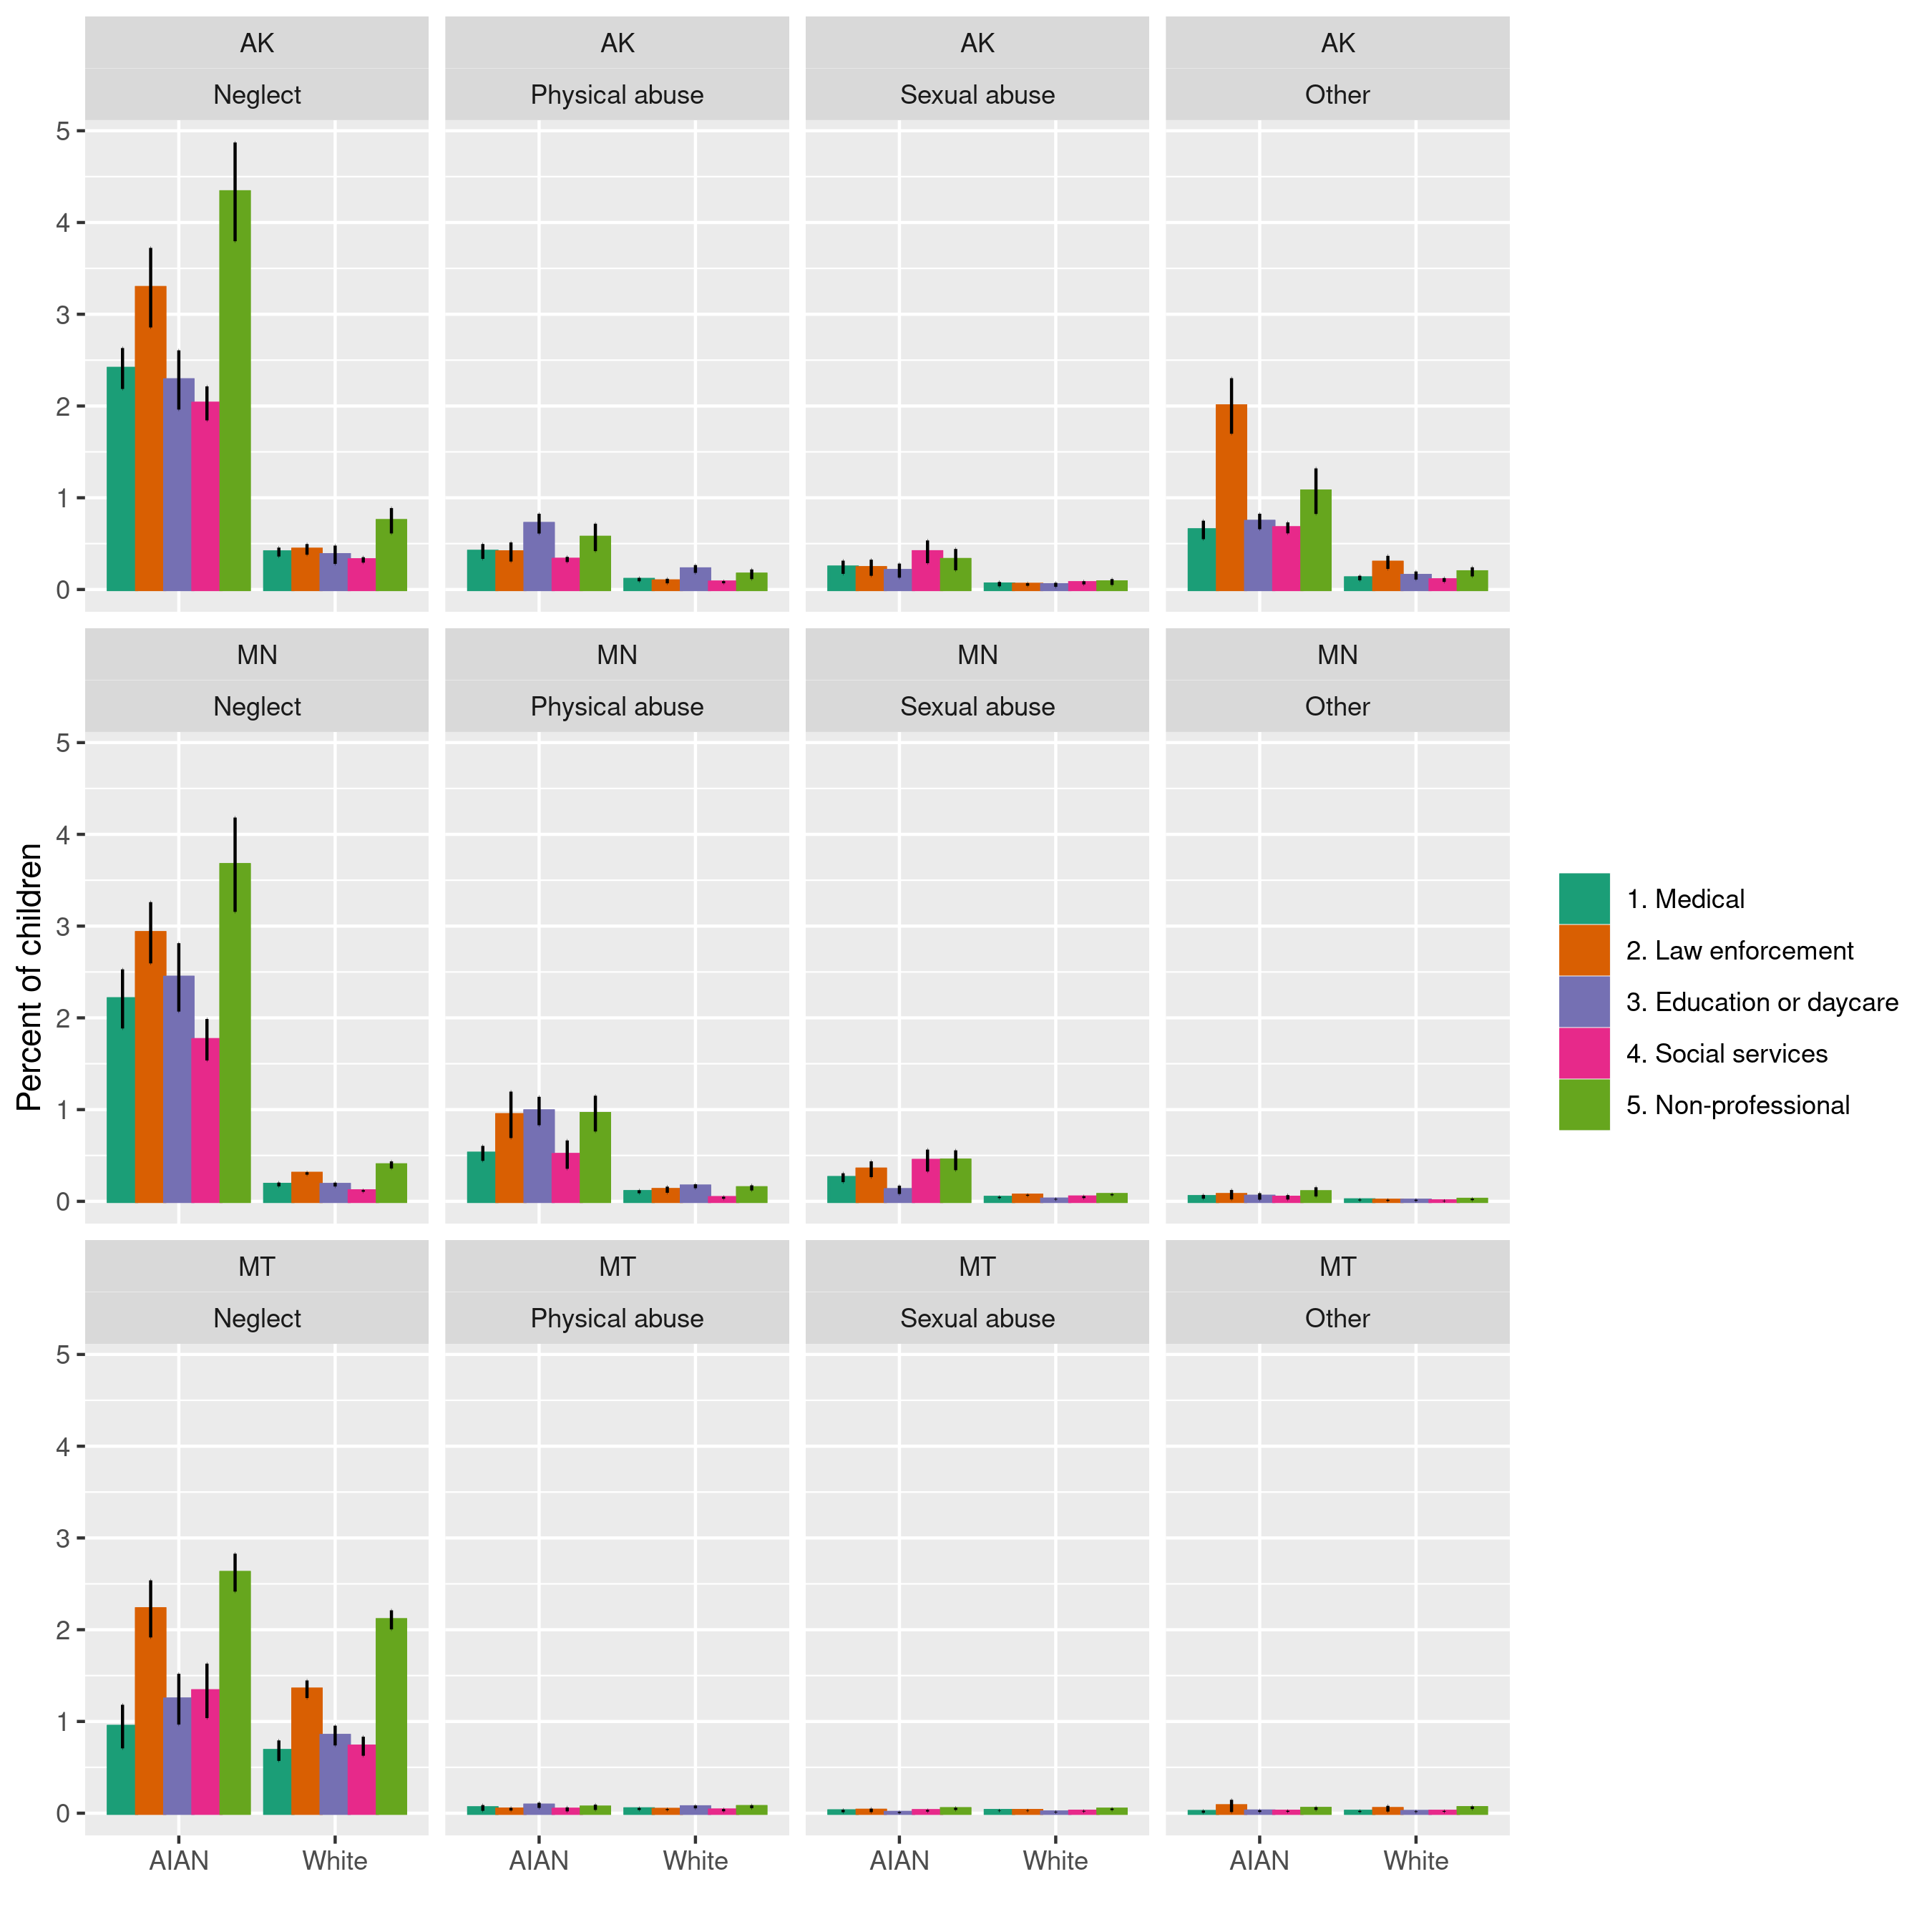 AK
AK
AK
AK
Neglect
Physical abuse
Sexual abuse
Other
5
4
3
2
1
0
MN
MN
MN
MN
Neglect
Physical abuse
Sexual abuse
Other
5
4
3
2
1
0
Percent of children
1. Medical
2. Law enforcement
3. Education or daycare
4. Social services
5. Non-professional
MT
MT
MT
MT
Neglect
Physical abuse
Sexual abuse
Other
5
4
3
2
1
0
AIAN
White
AIAN
White
AIAN
White
AIAN
White